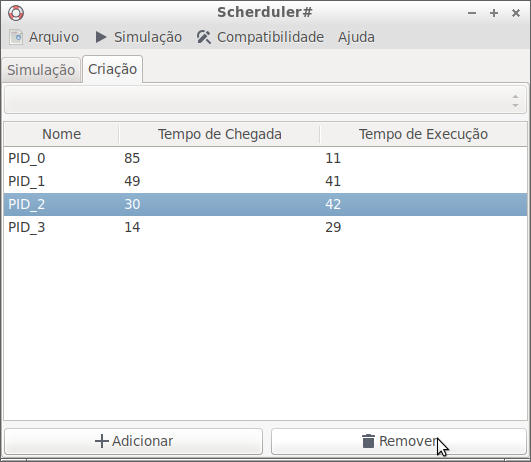 Scherduler#
Arquivo Simulação Compatibilidade Ajuda
Simulação Criação
Nome Tempo de Chegada Tempo de Execução
PID_0 85 11
PID_1 49 41
PID_2 30 42
PID_3 14 29
Adicionar Remover